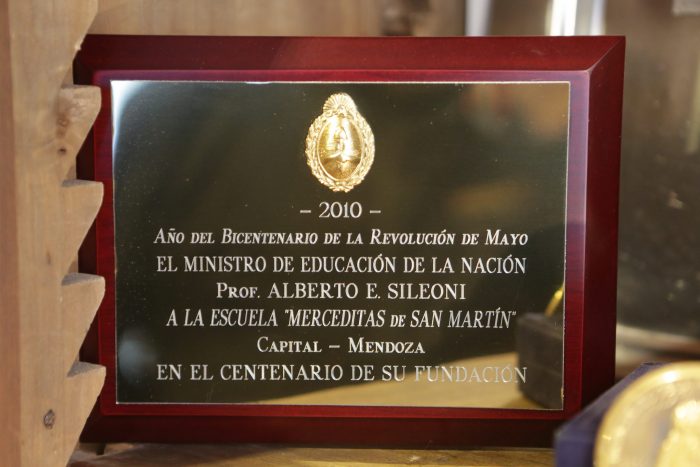 – 2010 –
Año del Bicentenario de la Revolución de Mayo
EL MINISTRO DE EDUCACIÓN DE LA NACIÓN
Prof. ALBERTO E. SILEONI
A LA ESCUELA "MERCEDITAS de SAN MARTÍN"
Capital – Mendoza
EN EL CENTENARIO DE SU FUNDACIÓN